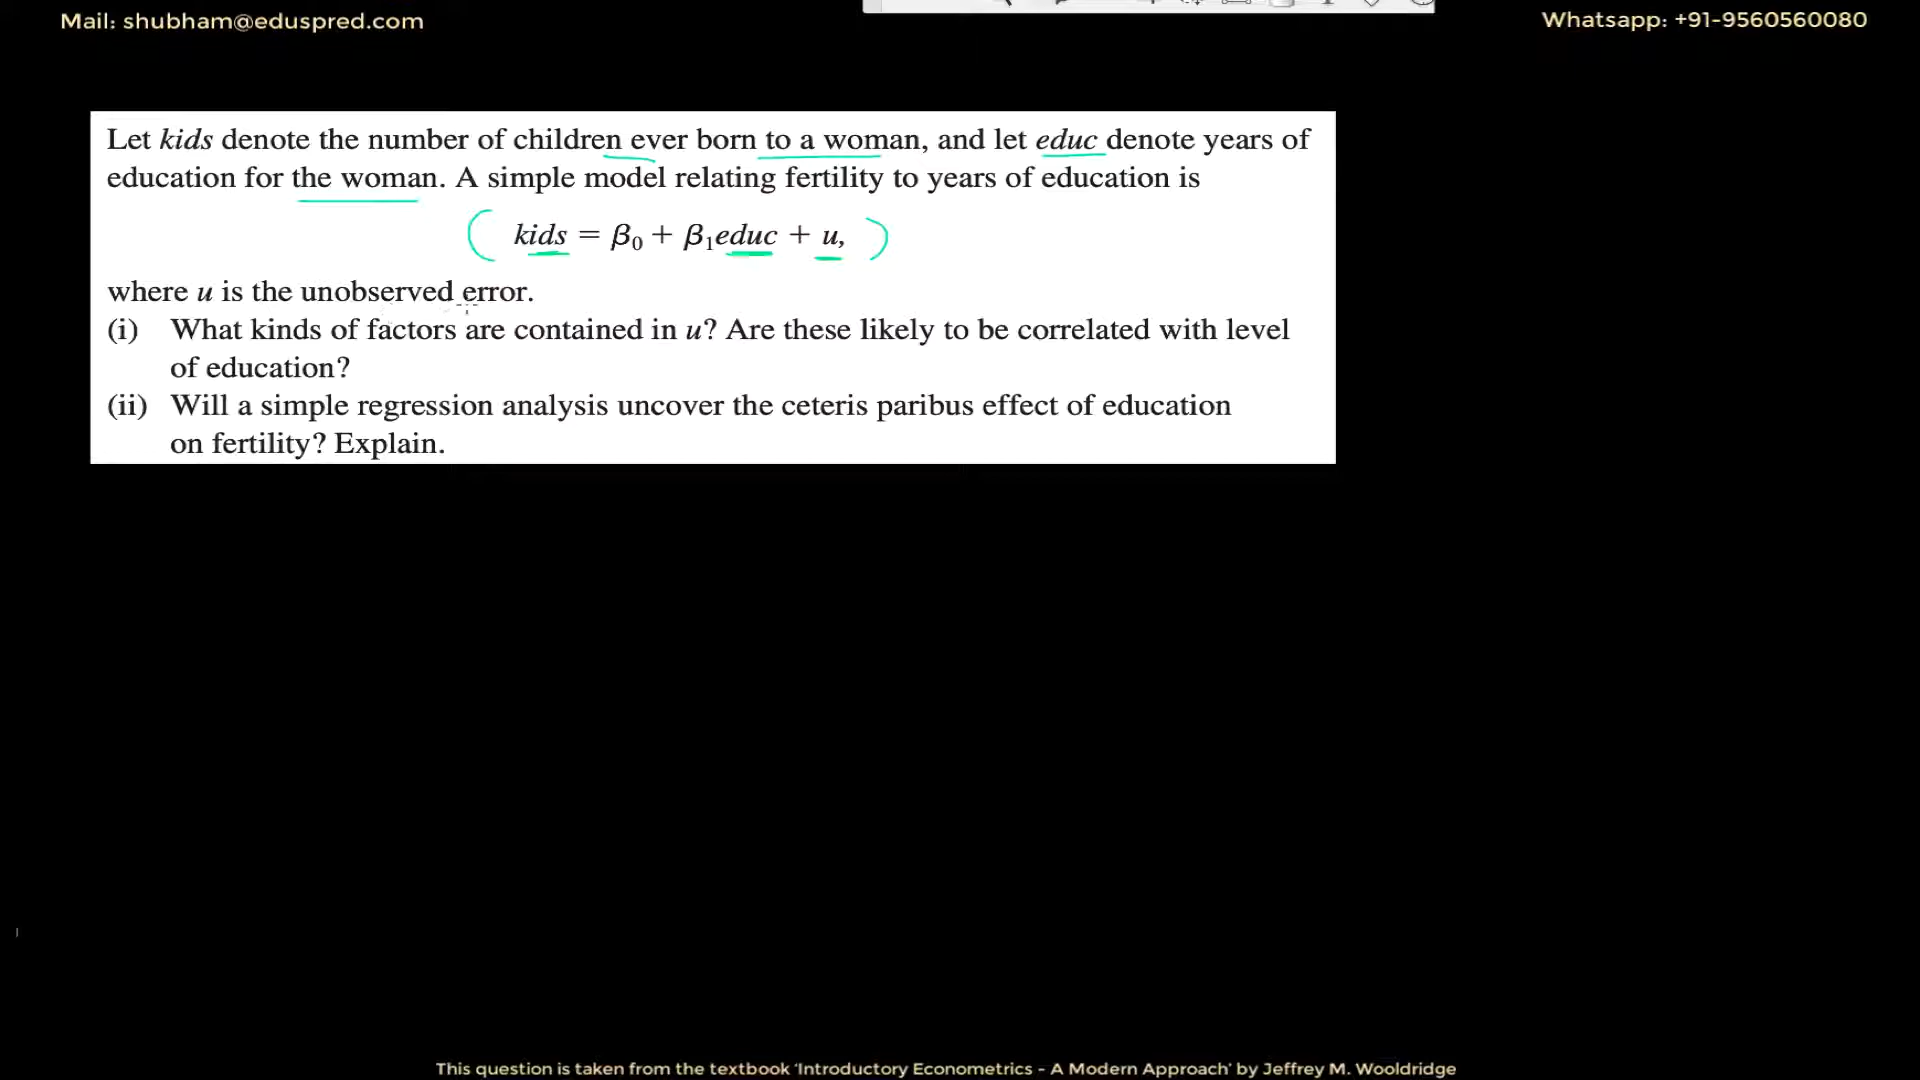 Mail: shubham@eduspred.com
Whatsapp: +91-9560560080
Let kids denote the number of children ever born to a woman, and let educ denote years of
education for the woman. A simple model relating fertility to years of education is
kids = β₀ + β₁educ + u,
where u is the unobserved error.
(i) What kinds of factors are contained in u? Are these likely to be correlated with level
of education?
(ii) Will a simple regression analysis uncover the ceteris paribus effect of education
on fertility? Explain.
This question is taken from the textbook 'Introductory Econometrics - A Modern Approach' by Jeffrey M. Wooldridge